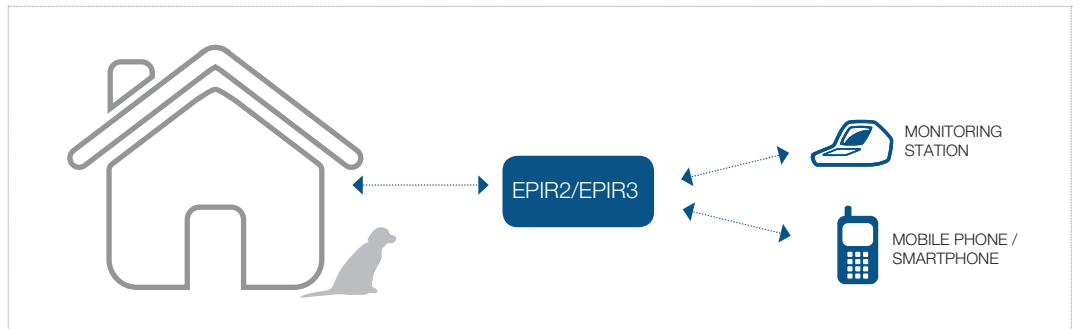 EPIR2/EPIR3
MONITORING
STATION
MOBILE PHONE /
SMARTPHONE